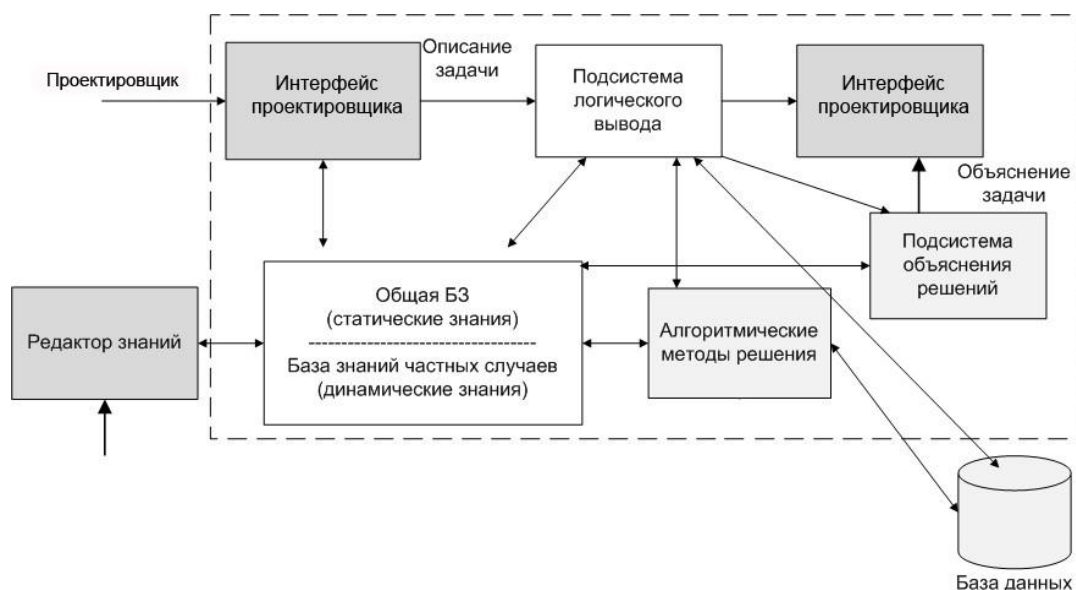 Проектировщик
Интерфейс
проектировщика
Описание
задачи
Подсистема
логического
вывода
Интерфейс
проектировщика
Объяснение
задачи
Подсистема
объяснения
решений
Редактор знаний
Общая БЗ
(статические знания)
База знаний частных случаев
(динамические знания)
Алгоритмические
методы решения
База данных